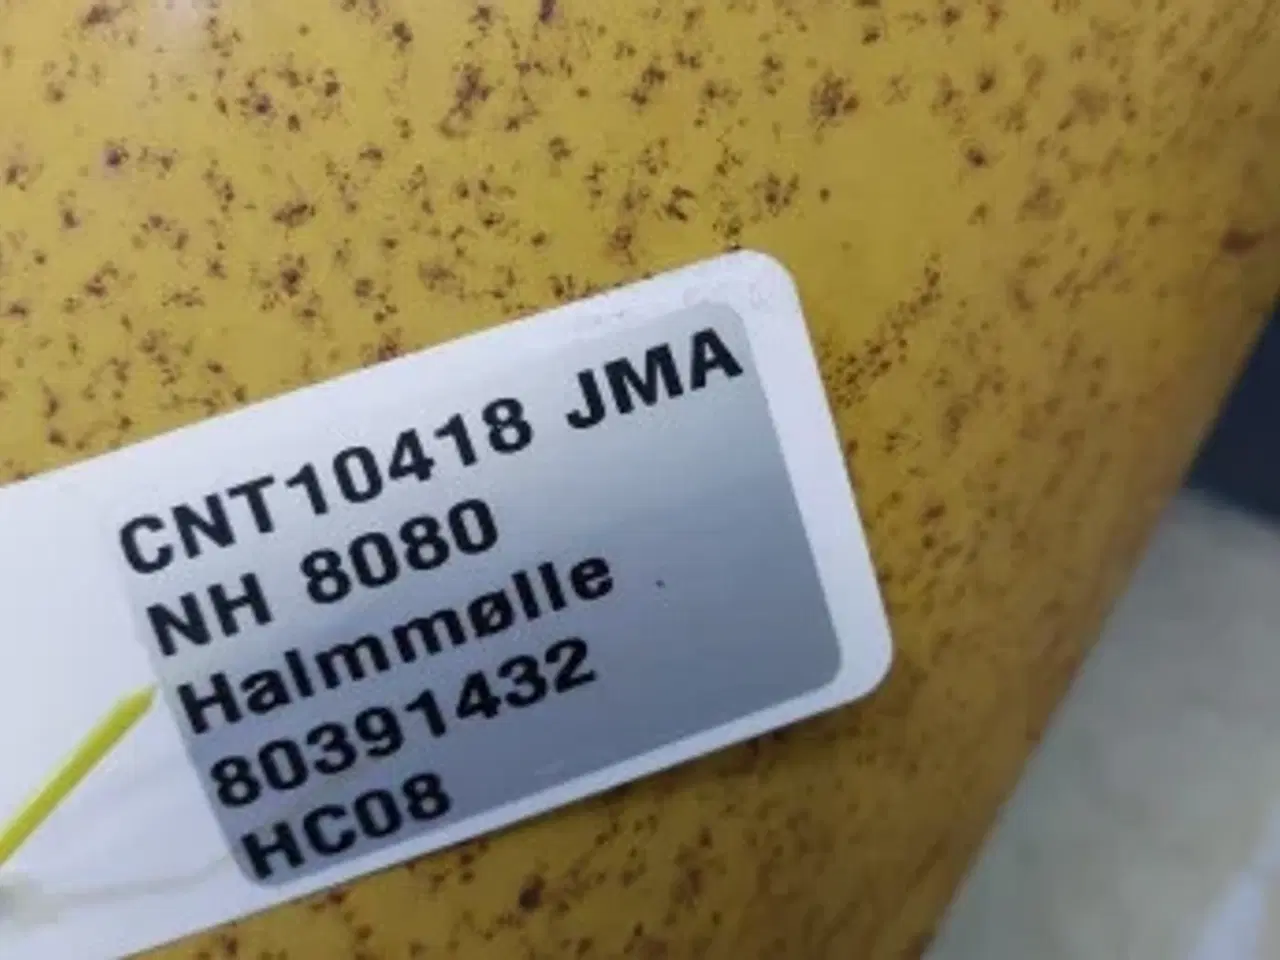 CNT10418 JMA
NH 8080
Halmmølle
80391432
HC08